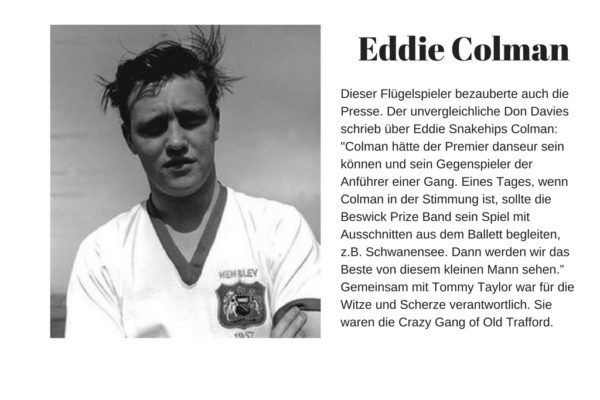 Eddie Colman
Dieser Flügelspieler bezauberte auch die
Presse. Der unvergleichliche Don Davies
schrieb über Eddie Snakehips Colman:
"Colman hätte der Premier danseur sein
können und sein Gegenspieler der
Anführer einer Gang. Eines Tages, wenn
Colman in der Stimmung ist, sollte die
Beswick Prize Band sein Spiel mit
Ausschnitten aus dem Ballett begleiten,
z.B. Schwanensee. Dann werden wir das
Beste von diesem kleinen Mann sehen.”
Gemeinsam mit Tommy Taylor war für die
Witze und Scherze verantwortlich. Sie
waren die Crazy Gang of Old Trafford.
WEMBLEY
1957